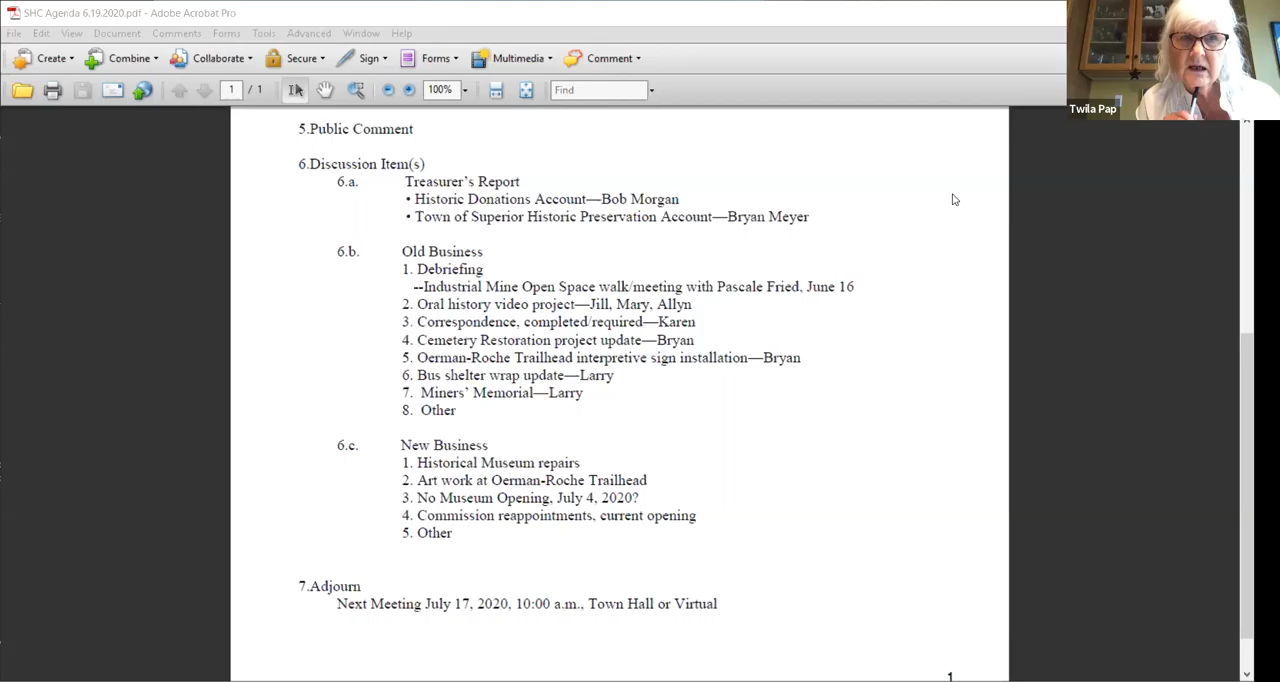 SHC Agenda 6.19.2020.pdf - Adobe Acrobat Pro
File Edit View Document Comments Forms Tools Advanced Window Help
Create Combine Collaborate Secure Sign Forms Multimedia Comment
1 / 1 100% Find
Twila Pap
5.Public Comment
6.Discussion Item(s)
6.a. Treasurer's Report
• Historic Donations Account—Bob Morgan
• Town of Superior Historic Preservation Account—Bryan Meyer
6.b. Old Business
1. Debriefing
--Industrial Mine Open Space walk/meeting with Pascale Fried, June 16
2. Oral history video project—Jill, Mary, Allyn
3. Correspondence, completed/required—Karen
4. Cemetery Restoration project update—Bryan
5. Oerman-Roche Trailhead interpretive sign installation—Bryan
6. Bus shelter wrap update—Larry
7. Miners' Memorial—Larry
8. Other
6.c. New Business
1. Historical Museum repairs
2. Art work at Oerman-Roche Trailhead
3. No Museum Opening, July 4, 2020?
4. Commission reappointments, current opening
5. Other
7.Adjourn
Next Meeting July 17, 2020, 10:00 a.m., Town Hall or Virtual
1